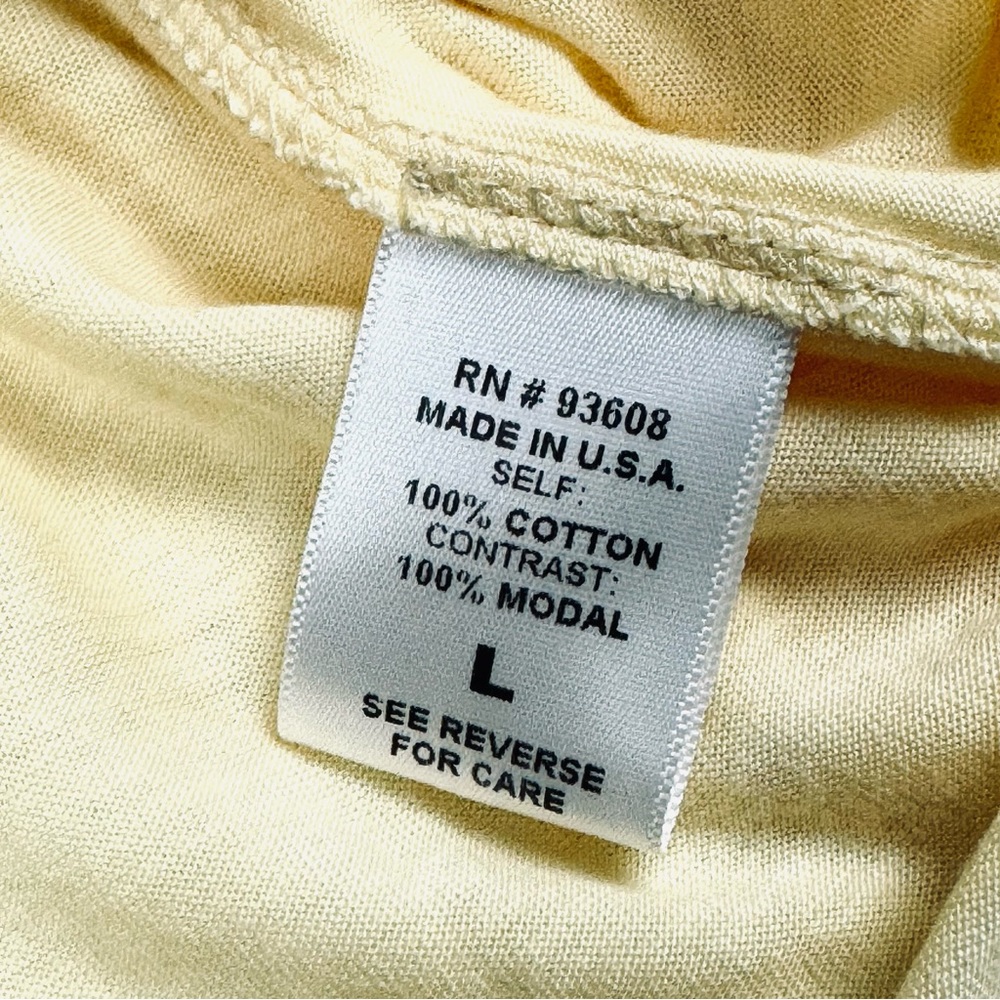 RN # 93608
MADE IN U.S.A.
SELF:
100% COTTON
CONTRAST:
100% MODAL
L
SEE REVERSE
FOR CARE